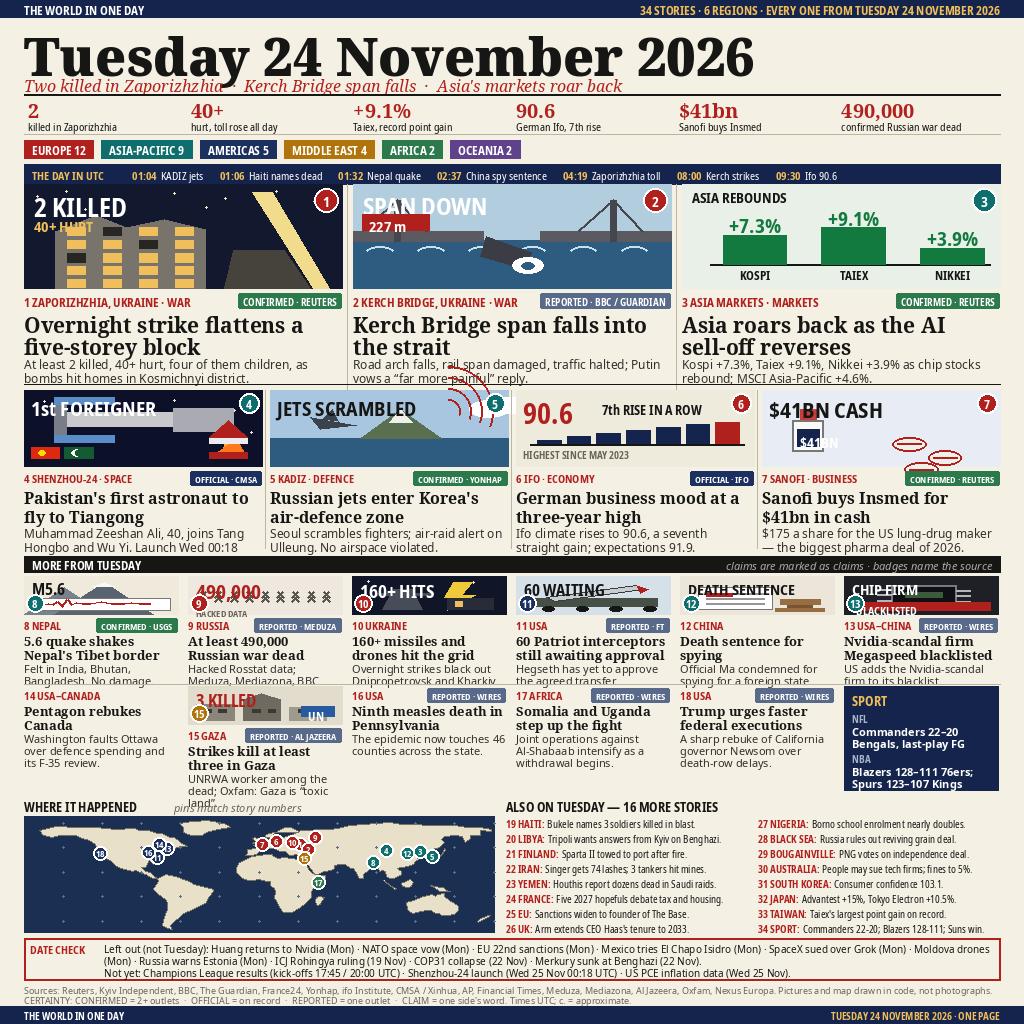 THE WORLD IN ONE DAY
34 STORIES · 6 REGIONS · EVERY ONE FROM TUESDAY 24 NOVEMBER 2026
Tuesday 24 November 2026
Two killed in Zaporizhzhia · Kerch Bridge span falls · Asia's markets roar back
2
killed in Zaporizhzhia
40+
hurt, toll rose all day
+9.1%
Taiex, record point gain
90.6
German Ifo, 7th rise
$41bn
Sanofi buys Insmed
490,000
confirmed Russian war dead
EUROPE 12
ASIA-PACIFIC 9
AMERICAS 5
MIDDLE EAST 4
AFRICA 2
OCEANIA 2
THE DAY IN UTC 01:04 KADIZ jets 01:06 Haiti names dead 01:32 Nepal quake 02:37 China spy sentence 04:19 Zaporizhzhia toll 08:00 Kerch strikes 09:30 Ifo 90.6
2 KILLED
40+ HURT
1
1 ZAPORIZHZHIA, UKRAINE · WAR
CONFIRMED · REUTERS
Overnight strike flattens a
five-storey block
At least 2 killed, 40+ hurt, four of them children, as
bombs hit homes in Kosmichnyi district.
SPAN DOWN
227 m
2
2 KERCH BRIDGE, UKRAINE · WAR
REPORTED · BBC / GUARDIAN
Kerch Bridge span falls into
the strait
Road arch falls, rail span damaged, traffic halted; Putin
vows a “far more painful” reply.
ASIA REBOUNDS
3
+7.3%
+9.1%
+3.9%
KOSPI
TAIEX
NIKKEI
3 ASIA MARKETS · MARKETS
CONFIRMED · REUTERS
Asia roars back as the AI
sell-off reverses
Kospi +7.3%, Taiex +9.1%, Nikkei +3.9% as chip stocks
rebound; MSCI Asia-Pacific +4.6%.
1st FOREIGNER
4
4 SHENZHOU-24 · SPACE
OFFICIAL · CMSA
Pakistan's first astronaut to
fly to Tiangong
Muhammad Zeeshan Ali, 40, joins Tang
Hongbo and Wu Yi. Launch Wed 00:18
JETS SCRAMBLED
5
5 KADIZ · DEFENCE
CONFIRMED · YONHAP
Russian jets enter Korea's
air-defence zone
Seoul scrambles fighters; air-raid alert on
Ulleung. No airspace violated.
90.6
7th RISE IN A ROW
6
HIGHEST SINCE MAY 2023
6 IFO · ECONOMY
OFFICIAL · IFO
German business mood at a
three-year high
Ifo climate rises to 90.6, a seventh
straight gain; expectations 91.9.
$41BN CASH
$41BN
7
7 SANOFI · BUSINESS
CONFIRMED · REUTERS
Sanofi buys Insmed for
$41bn in cash
$175 a share for the US lung-drug maker
— the biggest pharma deal of 2026.
MORE FROM TUESDAY
claims are marked as claims · badges name the source
M5.6
8
8 NEPAL
CONFIRMED · USGS
5.6 quake shakes
Nepal's Tibet border
Felt in India, Bhutan,
Bangladesh. No damage
490,000
HACKED DATA
9
9 RUSSIA
REPORTED · MEDUZA
At least 490,000
Russian war dead
Hacked Rosstat data;
Meduza, Mediazona, BBC
160+ HITS
10
10 UKRAINE
160+ missiles and
drones hit the grid
Overnight strikes black out
Dnipropetrovsk and Kharkiv
60 WAITING
11
11 USA
REPORTED · FT
60 Patriot interceptors
still awaiting approval
Hegseth has yet to approve
the agreed transfer.
DEATH SENTENCE
12
12 CHINA
Death sentence for
spying
Official Ma condemned for
spying for a foreign state.
CHIP FIRM
BLACKLISTED
13
13 USA–CHINA
REPORTED · WIRES
Nvidia-scandal firm
Megaspeed blacklisted
US adds the Nvidia-scandal
firm to its blacklist.
14 USA–CANADA
Pentagon rebukes
Canada
Washington faults Ottawa
over defence spending and
its F-35 review.
3 KILLED
UN
15
15 GAZA
REPORTED · AL JAZEERA
Strikes kill at least
three in Gaza
UNRWA worker among the
dead; Oxfam: Gaza is “toxic
land”.
16 USA
REPORTED · WIRES
Ninth measles death in
Pennsylvania
The epidemic now touches 46
counties across the state.
17 AFRICA
REPORTED · WIRES
Somalia and Uganda
step up the fight
Joint operations against
Al-Shabaab intensify as a
withdrawal begins.
18 USA
REPORTED · WIRES
Trump urges faster
federal executions
A sharp rebuke of California
governor Newsom over
death-row delays.
SPORT
NFL
Commanders 22–20
Bengals, last-play FG
NBA
Blazers 128–111 76ers;
Spurs 123–107 Kings
WHERE IT HAPPENED
pins match story numbers
18
16
14
11
7
6
10
9
15
17
8
4
12
3
5
ALSO ON TUESDAY — 16 MORE STORIES
19 HAITI: Bukele names 3 soldiers killed in blast.
20 LIBYA: Tripoli wants answers from Kyiv on Benghazi.
21 FINLAND: Sparta II towed to port after fire.
22 IRAN: Singer gets 74 lashes; 3 tankers hit mines.
23 YEMEN: Houthis report dozens dead in Saudi raids.
24 FRANCE: Five 2027 hopefuls debate tax and housing.
25 EU: Sanctions widen to founder of The Base.
26 UK: Arm extends CEO Haas's tenure to 2033.
27 NIGERIA: Borno school enrolment nearly doubles.
28 BLACK SEA: Russia rules out reviving grain deal.
29 BOUGAINVILLE: PNG votes on independence deal.
30 AUSTRALIA: People may sue tech firms; fines to 5%.
31 SOUTH KOREA: Consumer confidence 103.1.
32 JAPAN: Advantest +15%, Tokyo Electron +10.5%.
33 TAIWAN: Taiex's largest point gain on record.
34 SPORT: Commanders 22-20; Blazers 128-111; Suns win.
DATE CHECK
Left out (not Tuesday): Huang returns to Nvidia (Mon) · NATO space vow (Mon) · EU 22nd sanctions (Mon) · Mexico tries El Chapo Isidro (Mon) · SpaceX sued over Grok (Mon) · Moldova drones
(Mon) · Russia warns Estonia (Mon) · ICJ Rohingya ruling (19 Nov) · COP31 collapse (22 Nov) · Merkury sunk at Benghazi (22 Nov).
Not yet: Champions League results (kick-offs 17:45 / 20:00 UTC) · Shenzhou-24 launch (Wed 25 Nov 00:18 UTC) · US PCE inflation data (Wed 25 Nov).
Sources: Reuters, Kyiv Independent, BBC, The Guardian, France24, Yonhap, ifo Institute, CMSA / Xinhua, AP, Financial Times, Meduza, Mediazona, Al Jazeera, Oxfam, Nexus Europa. Pictures and map drawn in code, not photographs.
CERTAINTY: CONFIRMED = 2+ outlets · OFFICIAL = on record · REPORTED = one outlet · CLAIM = one side's word. Times UTC; c. = approximate.
THE WORLD IN ONE DAY
TUESDAY 24 NOVEMBER 2026 · ONE PAGE